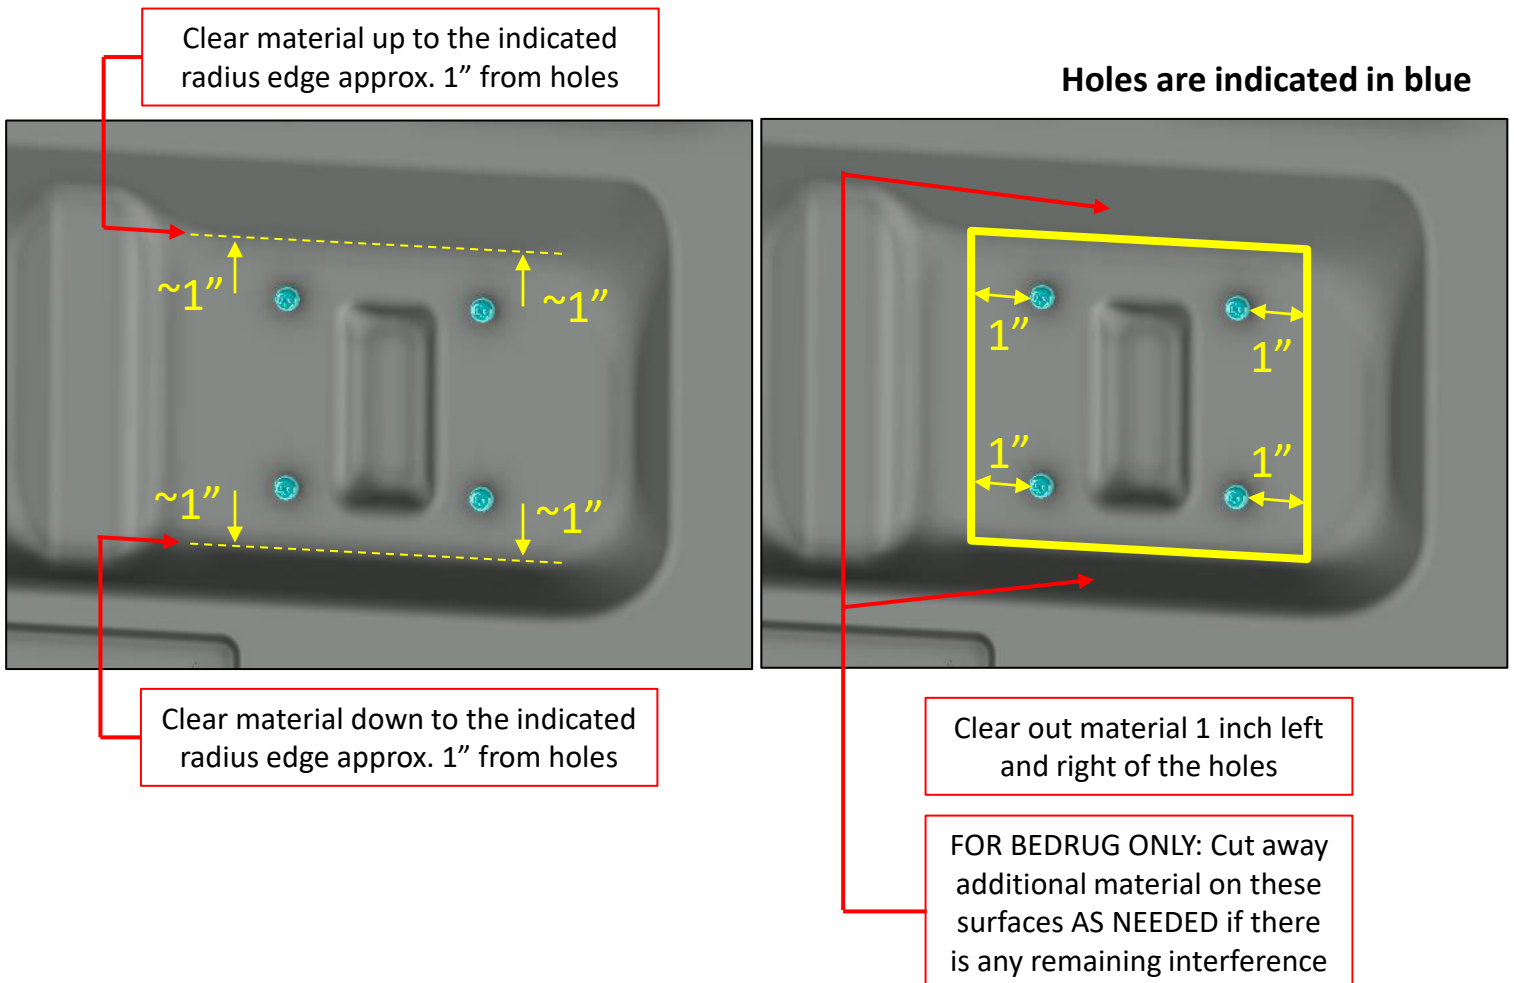 Clear material up to the indicated
radius edge approx. 1” from holes
Holes are indicated in blue
~1”
~1”
~1”
~1”
1”
1”
1”
1”
Clear material down to the indicated
radius edge approx. 1” from holes
Clear out material 1 inch left
and right of the holes
FOR BEDRUG ONLY: Cut away
additional material on these
surfaces AS NEEDED if there
is any remaining interference